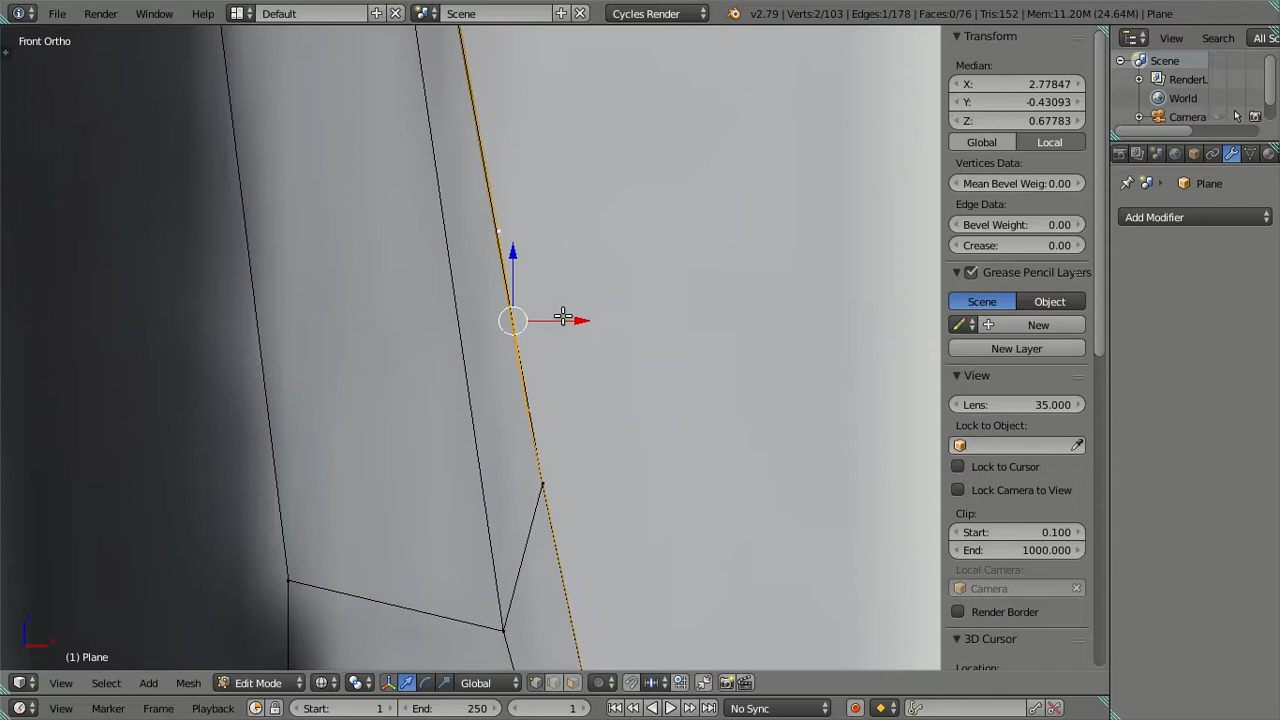 File Render Window Help Default Scene Cycles Render v2.79 | Verts:2/103 | Edges:1/178 | Faces:0/76 | Tris:152 | Mem:11.20M (24.64M) | Plane
Front Ortho
Transform
Median:
X: 2.77847
Y: -0.43093
Z: 0.67783
Global Local
Vertices Data:
Mean Bevel Weig: 0.00
Edge Data:
Bevel Weight: 0.00
Crease: 0.00
Grease Pencil Layers
Scene Object
New
New Layer
View
Lens: 35.000
Lock to Object:
Lock to Cursor
Lock Camera to View
Clip:
Start: 0.100
End: 1000.000
Local Camera:
Camera
Render Border
3D Cursor
Location:
View Search All Sc
Scene
RenderL
World
Camera
Plane
Add Modifier
(1) Plane
View Select Add Mesh Edit Mode Global
View Marker Frame Playback Start: 1 End: 250 1 No Sync